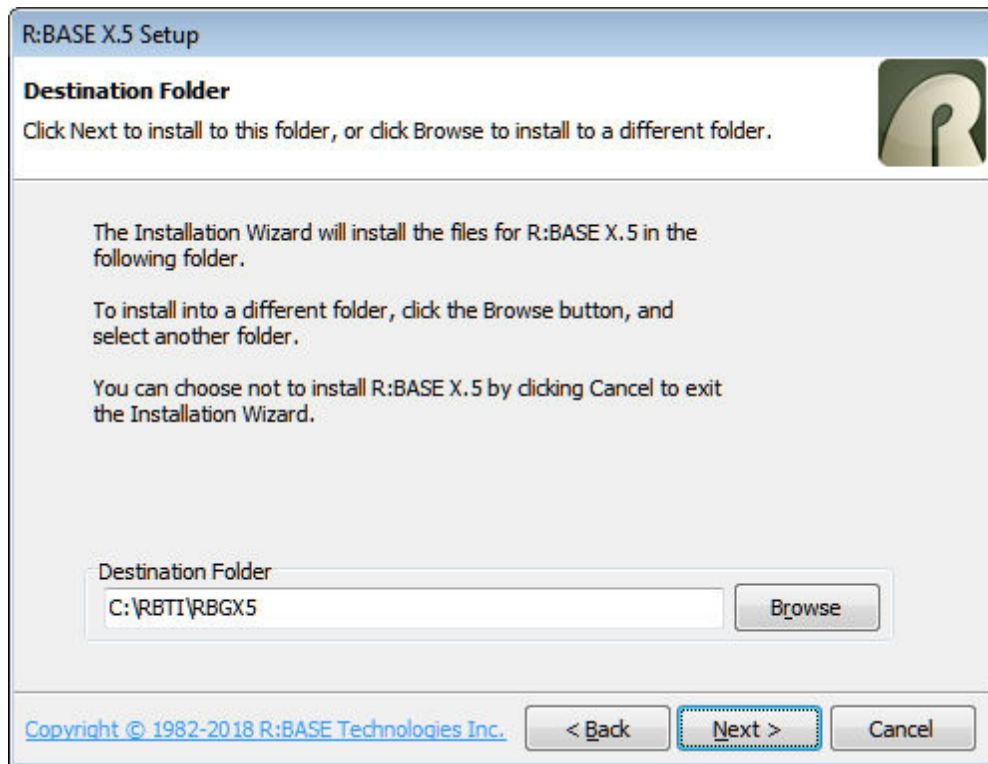 R:BASE X.5 Setup
Destination Folder
Click Next to install to this folder, or click Browse to install to a different folder.
The Installation Wizard will install the files for R:BASE X.5 in the
following folder.
To install into a different folder, click the Browse button, and
select another folder.
You can choose not to install R:BASE X.5 by clicking Cancel to exit
the Installation Wizard.
Destination Folder
C:\RBTI\RBGX5
Browse
Copyright © 1982-2018 R:BASE Technologies Inc.
< Back
Next >
Cancel